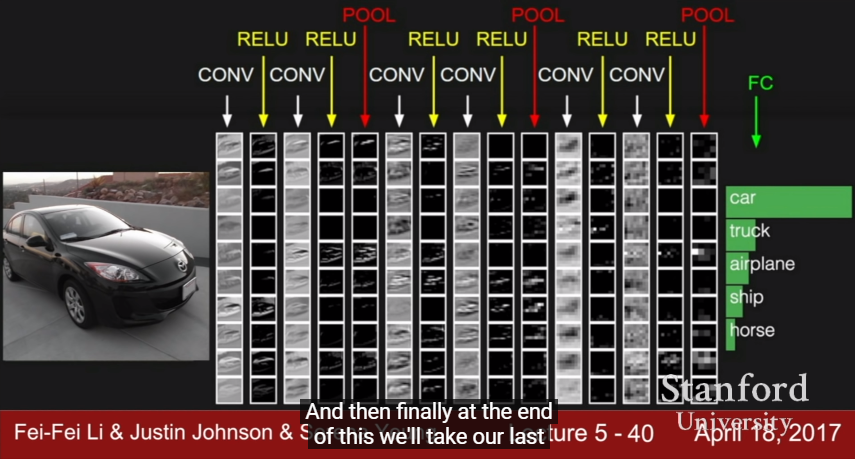 POOL POOL POOL
RELU RELU RELU RELU RELU RELU
CONV CONV CONV CONV CONV CONV
FC
car
truck
airplane
ship
horse
Stanford
University
And then finally at the end
of this we'll take our last
Fei-Fei Li & Justin Johnson & Lecture 5 - 40 April 18, 2017